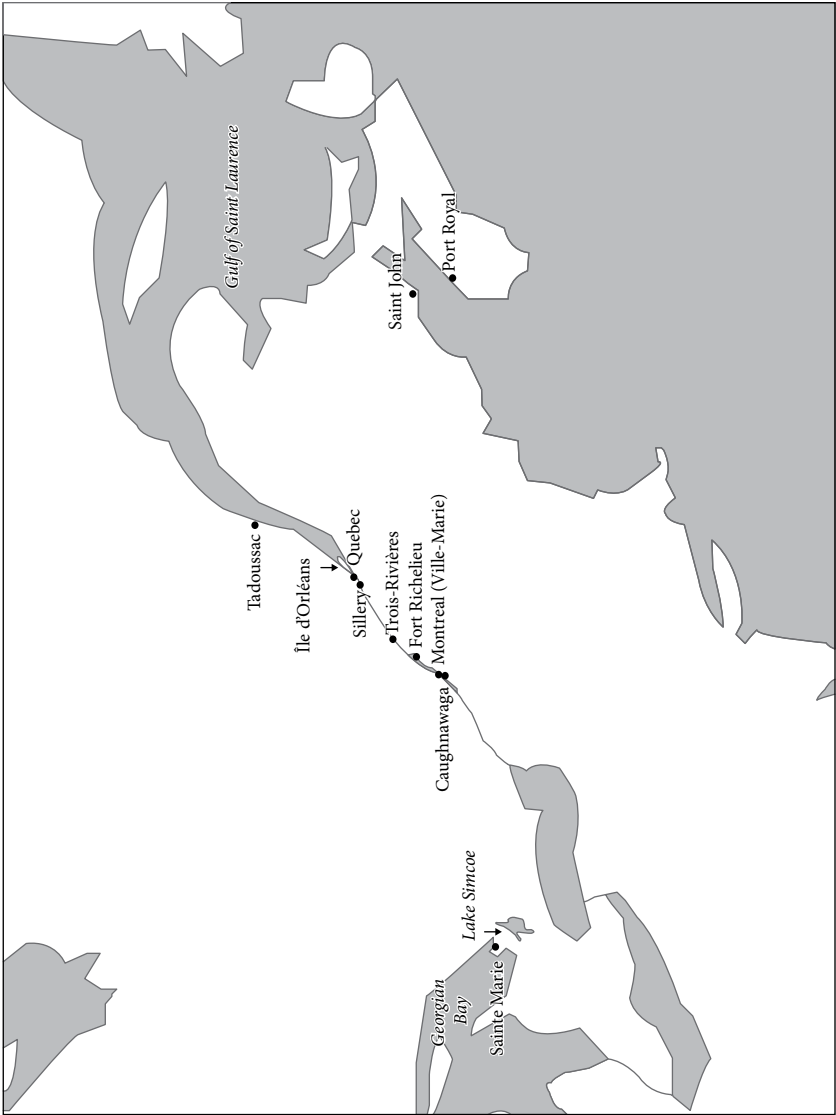 Gulf of Saint Laurence
Port Royal
Saint John
Tadoussac
Île d'Orléans
Quebec
Sillery
Trois-Rivières
Fort Richelieu
Montreal (Ville-Marie)
Caughnawaga
Lake Simcoe
Georgian
Bay
Sainte Marie